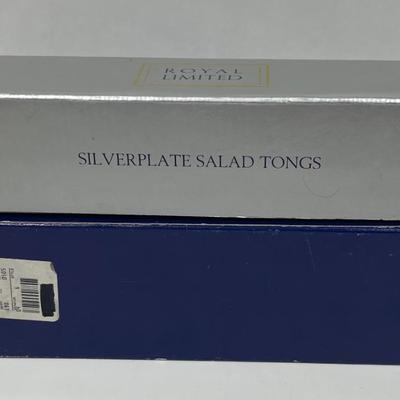 ROYAL
LIMITED
SILVERPLATE SALAD TONGS